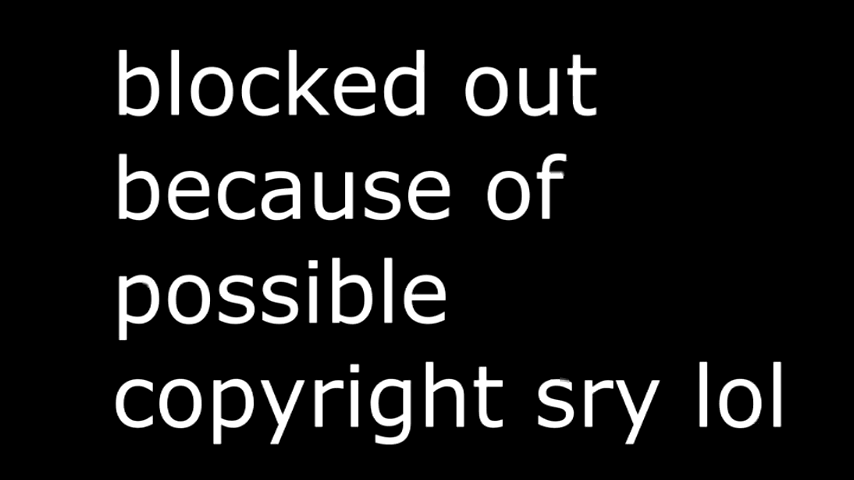 blocked out
because of
possible
copyright sry lol